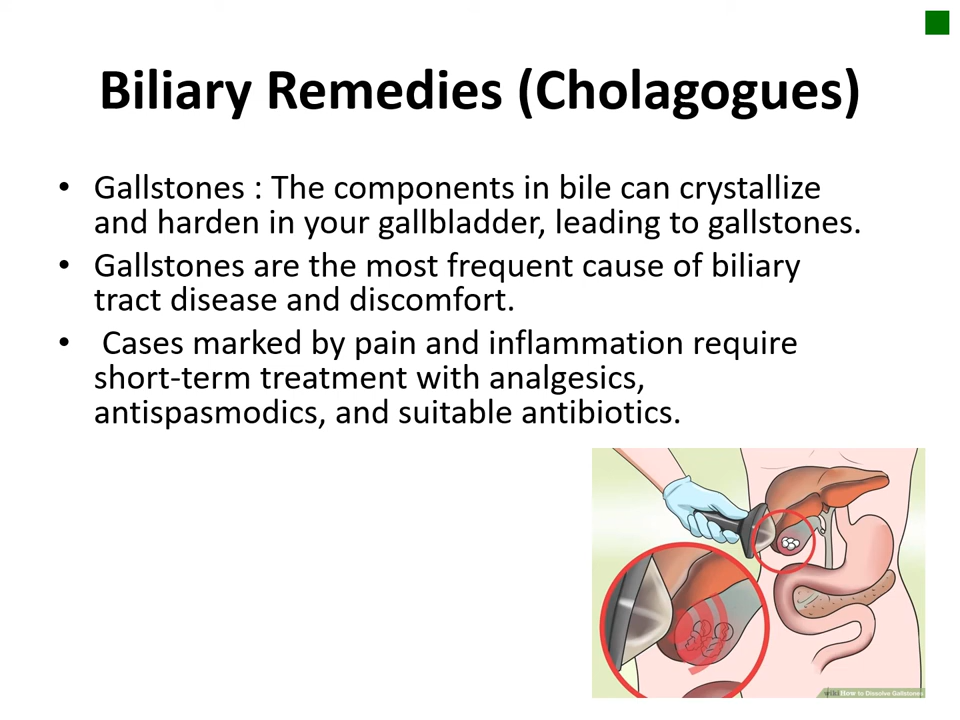 Biliary Remedies (Cholagogues)
• Gallstones : The components in bile can crystallize
and harden in your gallbladder, leading to gallstones.
• Gallstones are the most frequent cause of biliary
tract disease and discomfort.
• Cases marked by pain and inflammation require
short-term treatment with analgesics,
antispasmodics, and suitable antibiotics.
wikiHow to Dissolve Gallstones